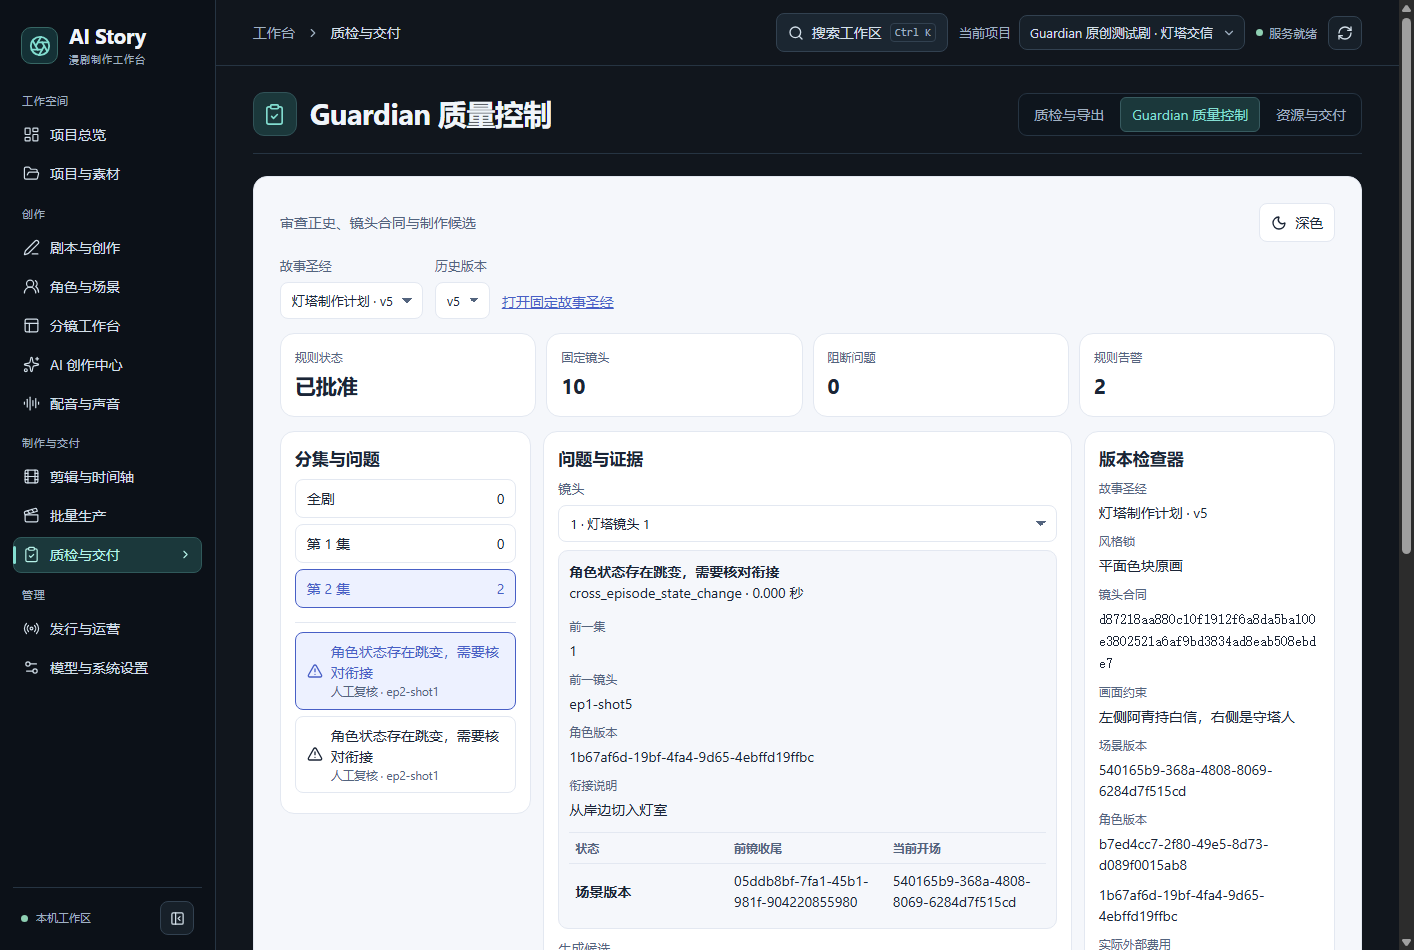 AI Story
漫剧制作工作台
工作空间
项目总览
项目与素材
创作
剧本与创作
角色与场景
分镜工作台
AI 创作中心
配音与声音
制作与交付
剪辑与时间轴
批量生产
质检与交付
管理
发行与运营
模型与系统设置
本机工作区
工作台 > 质检与交付
搜索工作区 Ctrl K
当前项目
Guardian 原创测试剧 · 灯塔交信
服务就绪
Guardian 质量控制
质检与导出
Guardian 质量控制
资源与交付
审查正史、镜头合同与制作候选
深色
故事圣经
历史版本
灯塔制作计划 · v5
v5
打开固定故事圣经
规则状态
已批准
固定镜头
10
阻断问题
0
规则告警
2
分集与问题
全剧 0
第 1 集 0
第 2 集 2
角色状态存在跳变，需要核
对衔接
人工复核 · ep2-shot1
角色状态存在跳变，需要核
对衔接
人工复核 · ep2-shot1
问题与证据
镜头
1 · 灯塔镜头 1
角色状态存在跳变，需要核对衔接
cross_episode_state_change · 0.000 秒
前一集
1
前一镜头
ep1-shot5
角色版本
1b67af6d-19bf-4fa4-9d65-4ebffd19ffbc
衔接说明
从岸边切入灯室
状态 前镜收尾 当前开场
场景版本
05ddb8bf-7fa1-45b1-
981f-904220855980
540165b9-368a-4808-
8069-6284d7f515cd
生成候选
版本检查器
故事圣经
灯塔制作计划 · v5
风格锁
平面色块原画
镜头合同
d87218aa880c10f1912f6a8da5ba100
e3802521a6af9bd3834ad8eab508ebd
e7
画面约束
左侧阿青持白信，右侧是守塔人
场景版本
540165b9-368a-4808-8069-
6284d7f515cd
角色版本
b7ed4cc7-2f80-49e5-8d73-
d089f0015ab8
1b67af6d-19bf-4fa4-9d65-
4ebffd19ffbc
实际外部费用